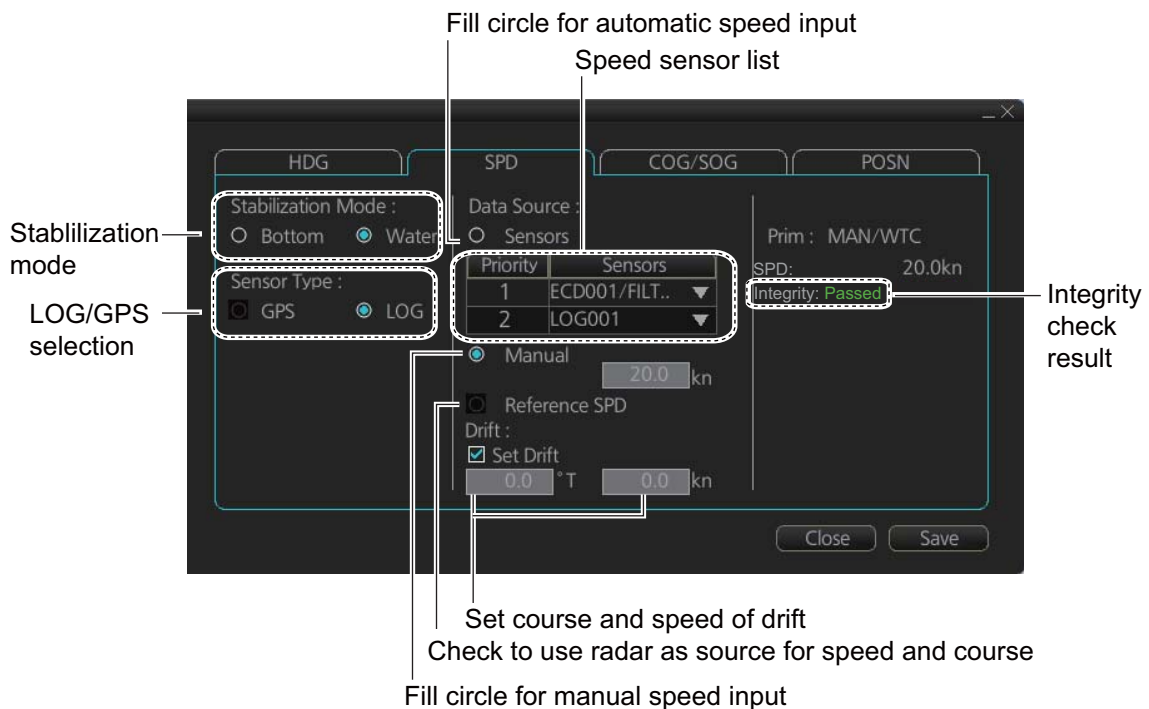 Fill circle for automatic speed input
Speed sensor list
HDG
SPD
COG/SOG
POSN
Stablilization
mode
LOG/GPS
selection
Stabilization Mode :
Bottom
Water
Sensor Type :
GPS
LOG
Data Source :
Sensors
Priority Sensors
1 ECD001/FILT..
2 LOG001
Manual
20.0 kn
Reference SPD
Drift :
Set Drift
0.0 °T 0.0 kn
Prim : MAN/WTC
SPD: 20.0kn
Integrity: Passed
Integrity
check
result
Close
Save
Set course and speed of drift
Check to use radar as source for speed and course
Fill circle for manual speed input